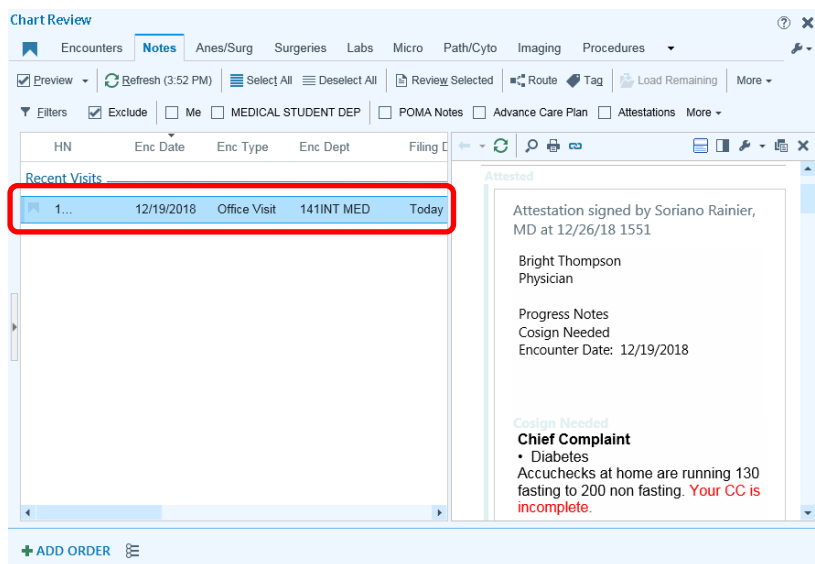 Chart Review
Encounters Notes Anes/Surg Surgeries Labs Micro Path/Cyto Imaging Procedures
Preview Refresh (3:52 PM) Select All Deselect All Review Selected Route Tag Load Remaining More
Filters Exclude Me MEDICAL STUDENT DEP POMA Notes Advance Care Plan Attestations More
HN Enc Date Enc Type Enc Dept Filing D
Recent Visits
1... 12/19/2018 Office Visit 141INT MED Today
Attested
Attestation signed by Soriano Rainier,
MD at 12/26/18 1551
Bright Thompson
Physician
Progress Notes
Cosign Needed
Encounter Date: 12/19/2018
Cosign Needed
Chief Complaint
• Diabetes
Accuchecks at home are running 130
fasting to 200 non fasting. Your CC is
incomplete.
ADD ORDER